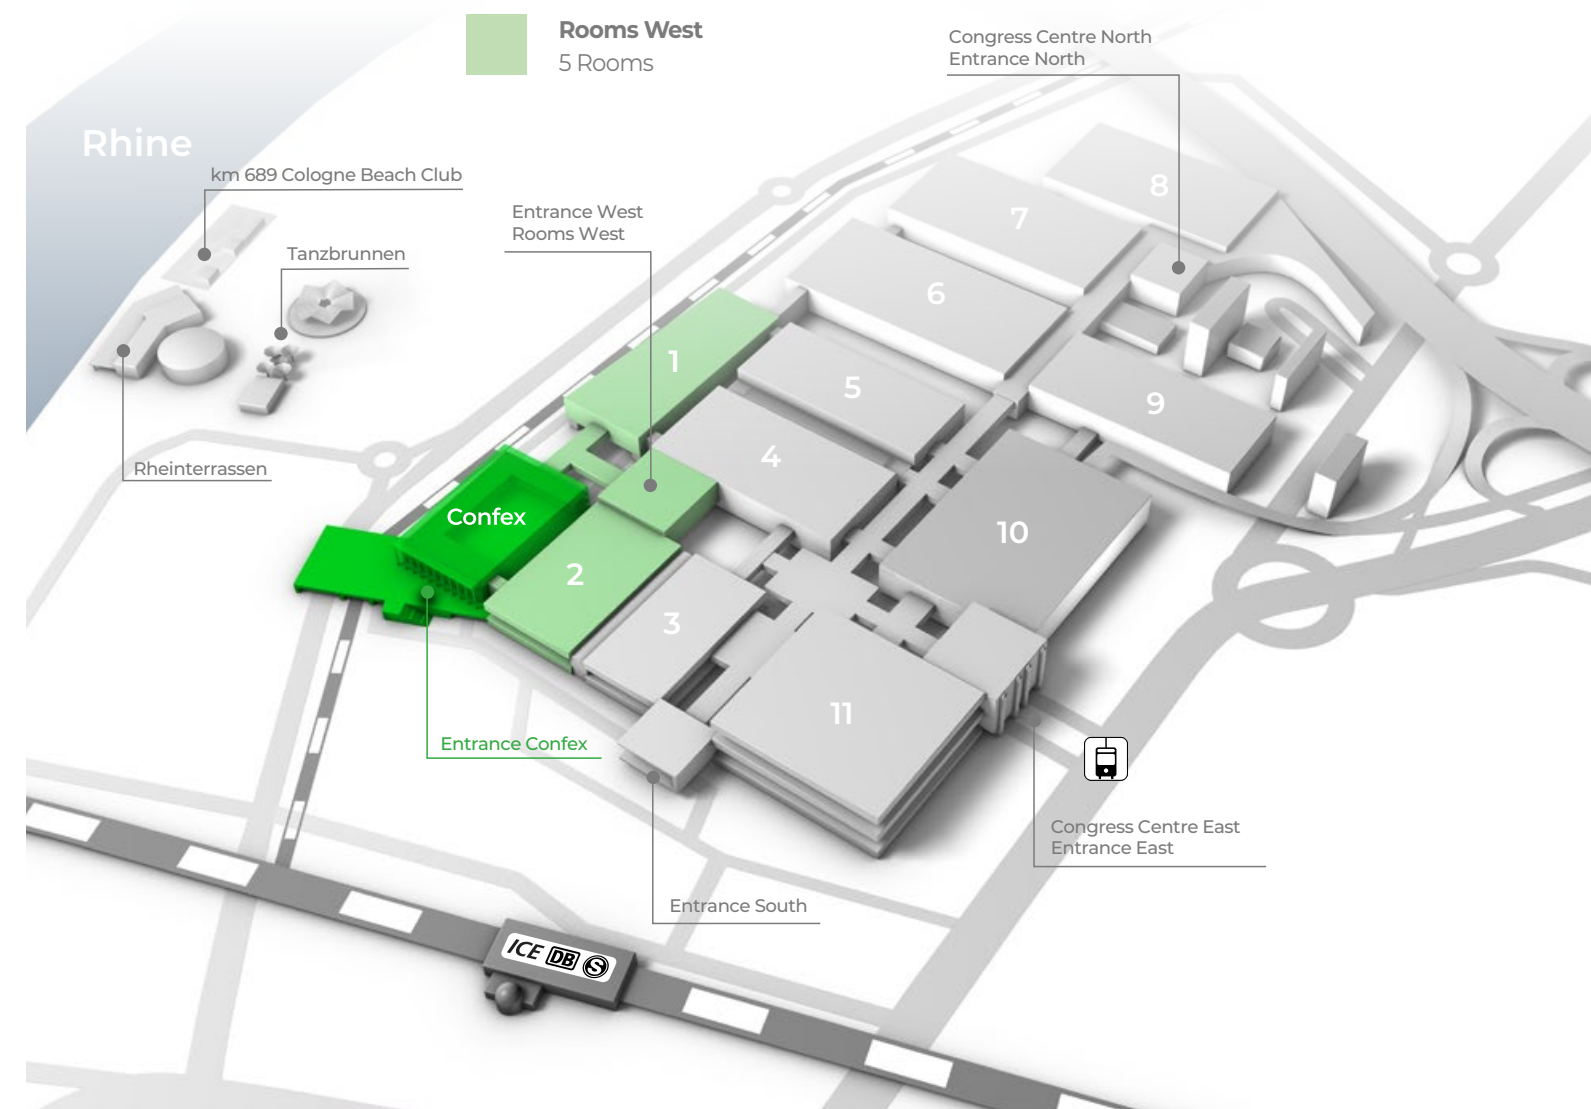 Rooms West
5 Rooms
Congress Centre North
Entrance North
Rhine
km 689 Cologne Beach Club
Entrance West
Rooms West
Tanzbrunnen
Rheinterrassen
8
7
6
1
5
9
4
Confex
10
2
3
11
Entrance Confex
Congress Centre East
Entrance East
Entrance South
ICE DB S